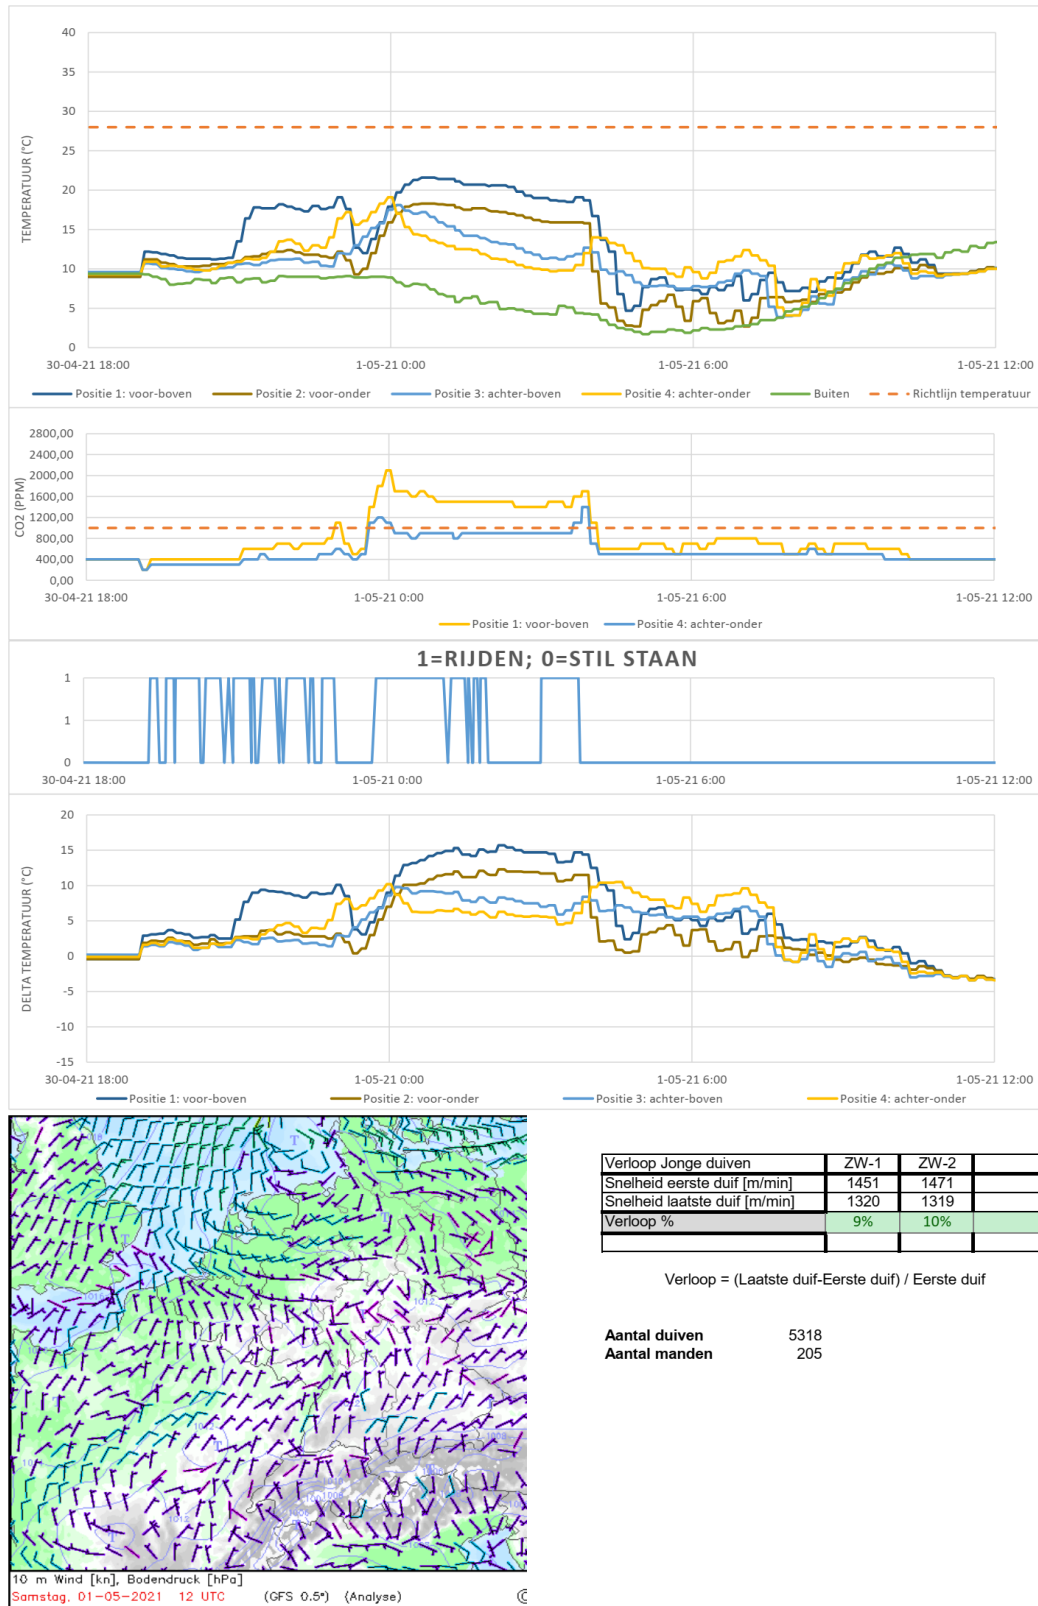 TEMPERATUUR (°C)
40
35
30
25
20
15
10
5
0
30-04-21 18:00 1-05-21 0:00 1-05-21 6:00 1-05-21 12:00
Positie 1: voor-boven Positie 2: voor-onder Positie 3: achter-boven Positie 4: achter-onder Buiten Richtlijn temperatuur
CO2 (PPM)
2800,00
2400,00
2000,00
1600,00
1200,00
800,00
400,00
0,00
30-04-21 18:00 1-05-21 0:00 1-05-21 6:00 1-05-21 12:00
Positie 1: voor-boven Positie 4: achter-onder
1=RIJDEN; 0=STIL STAAN
1
1
0
30-04-21 18:00 1-05-21 0:00 1-05-21 6:00 1-05-21 12:00
DELTA TEMPERATUUR (°C)
20
15
10
5
0
-5
-10
-15
30-04-21 18:00 1-05-21 0:00 1-05-21 6:00 1-05-21 12:00
Positie 1: voor-boven Positie 2: voor-onder Positie 3: achter-boven Positie 4: achter-onder
10 m Wind [kn], Bodendruck [hPa]
Samstag, 01-05-2021 12 UTC (GFS 0.5°) (Analyse)
Verloop Jonge duiven ZW-1 ZW-2
Snelheid eerste duif [m/min] 1451 1471
Snelheid laatste duif [m/min] 1320 1319
Verloop % 9% 10%
Verloop = (Laatste duif-Eerste duif) / Eerste duif
Aantal duiven 5318
Aantal manden 205